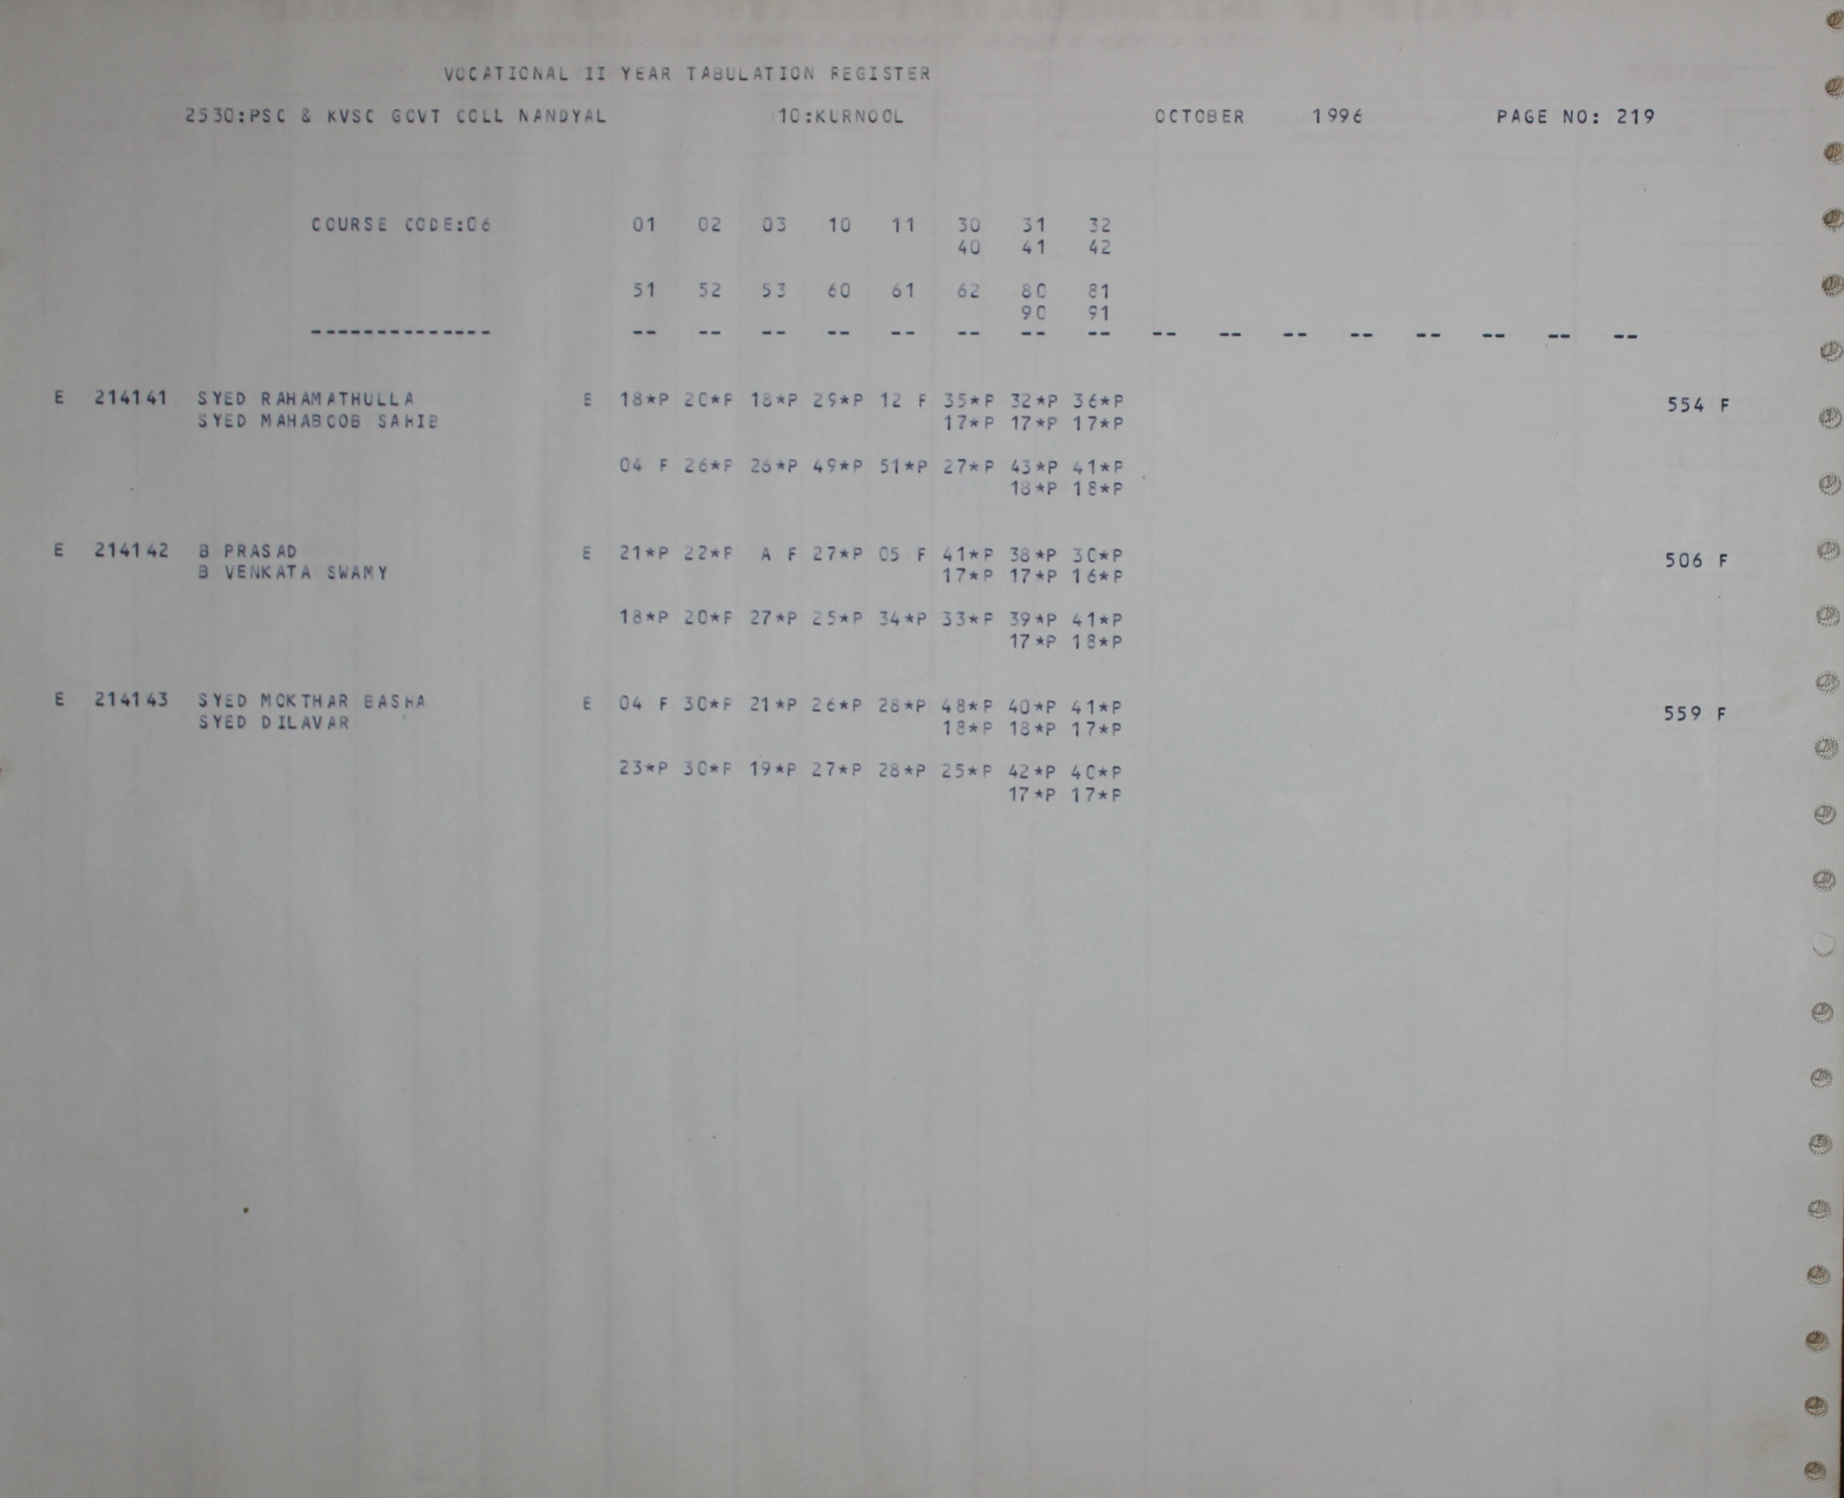 VOCATIONAL II YEAR TABULATION REGISTER
2530:PSC & KVSC GOVT COLL NANDYAL 10:KURNOOL OCTOBER 1996 PAGE NO: 219
COURSE CODE:06 01 02 03 10 11 30 31 32
40 41 42
51 52 53 60 61 62 80 81
90 91
-------------- -- -- -- -- -- -- -- -- -- -- -- -- -- -- -- --
E 214141 SYED RAHAMATHULLA E 18*P 20*P 18*P 29*P 12 F 35*P 32*P 36*P 554 F
SYED MAHABOOB SAHIB 17*P 17*P 17*P
04 F 26*P 26*P 49*P 51*P 27*P 43*P 41*P
18*P 18*P
E 214142 B PRASAD E 21*P 22*P A F 27*P 05 F 41*P 38*P 30*P 506 F
B VENKATA SWAMY 17*P 17*P 16*P
18*P 20*P 27*P 25*P 34*P 33*P 39*P 41*P
17*P 18*P
E 214143 SYED MOKTHAR BASHA E 04 F 30*P 21*P 26*P 28*P 48*P 40*P 41*P 559 F
SYED DILAVAR 18*P 18*P 17*P
23*P 30*P 19*P 27*P 28*P 25*P 42*P 40*P
17*P 17*P